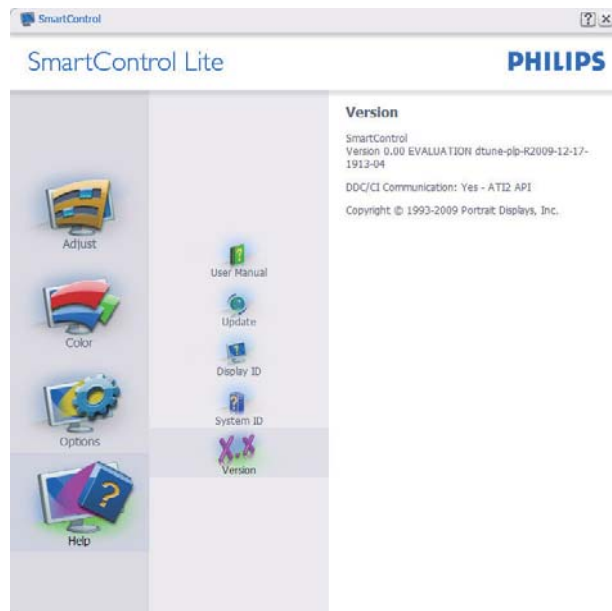 SmartControl
? x
SmartControl Lite
PHILIPS
Adjust
Color
Options
Help
User Manual
Update
Display ID
System ID
X.X
Version
Version
SmartControl
Version 0.00 EVALUATION dtune-plp-R2009-12-17-
1913-04
DDC/CI Communication: Yes - ATI2 API
Copyright © 1993-2009 Portrait Displays, Inc.